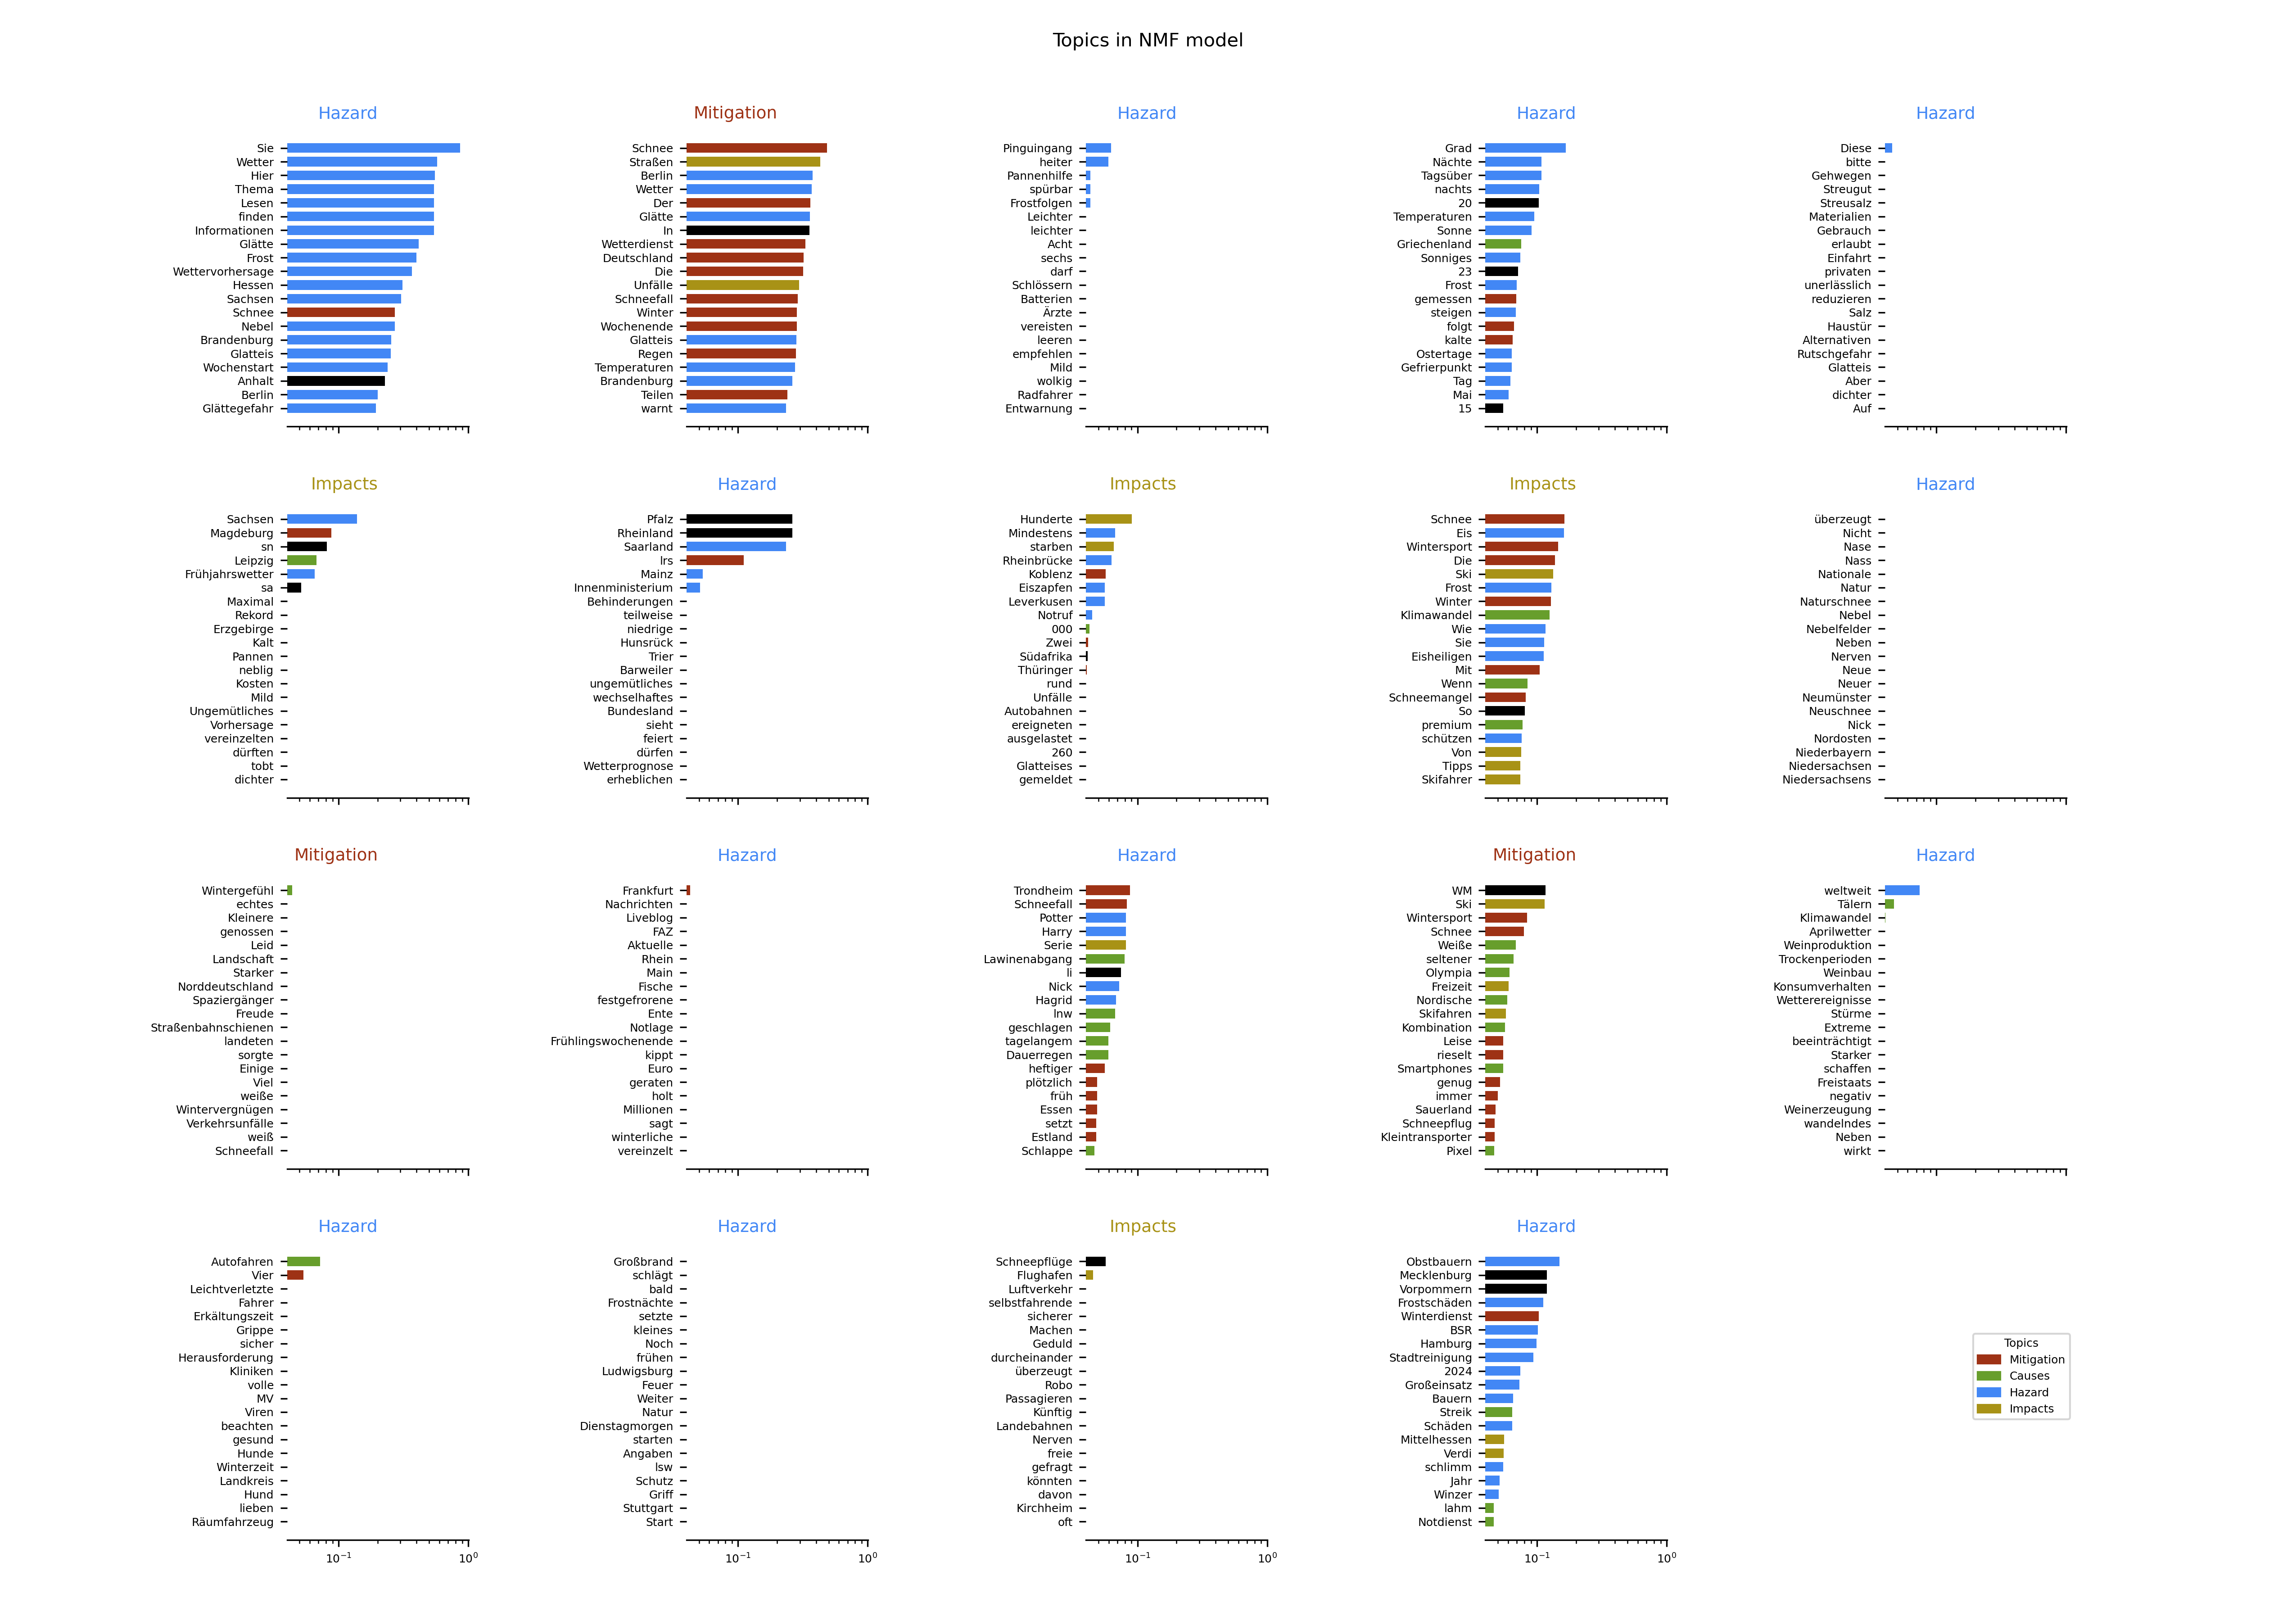 Topics in NMF model
Hazard
Sie
Wetter
Hier
Thema
Lesen
finden
Informationen
Glätte
Frost
Wettervorhersage
Hessen
Sachsen
Schnee
Nebel
Brandenburg
Glatteis
Wochenstart
Anhalt
Berlin
Glättegefahr
Mitigation
Schnee
Straßen
Berlin
Wetter
Der
Glätte
In
Wetterdienst
Deutschland
Die
Unfälle
Schneefall
Winter
Wochenende
Glatteis
Regen
Temperaturen
Brandenburg
Teilen
warnt
Hazard
Pinguingang
heiter
Pannenhilfe
spürbar
Frostfolgen
Leichter
leichter
Acht
sechs
darf
Schlössern
Batterien
Ärzte
vereisten
leeren
empfehlen
Mild
wolkig
Radfahrer
Entwarnung
Hazard
Grad
Nächte
Tagsüber
nachts
20
Temperaturen
Sonne
Griechenland
Sonniges
23
Frost
gemessen
steigen
folgt
kalte
Ostertage
Gefrierpunkt
Tag
Mai
15
Hazard
Diese
bitte
Gehwegen
Streugut
Streusalz
Materialien
Gebrauch
erlaubt
Einfahrt
privaten
unerlässlich
reduzieren
Salz
Haustür
Alternativen
Rutschgefahr
Glatteis
Aber
dichter
Auf
Impacts
Sachsen
Magdeburg
sn
Leipzig
Frühjahrswetter
sa
Maximal
Rekord
Erzgebirge
Kalt
Pannen
neblig
Kosten
Mild
Ungemütliches
Vorhersage
vereinzelten
dürften
tobt
dichter
Hazard
Pfalz
Rheinland
Saarland
lrs
Mainz
Innenministerium
Behinderungen
teilweise
niedrige
Hunsrück
Trier
Barweiler
ungemütliches
wechselhaftes
Bundesland
sieht
feiert
dürfen
Wetterprognose
erheblichen
Impacts
Hunderte
Mindestens
starben
Rheinbrücke
Koblenz
Eiszapfen
Leverkusen
Notruf
000
Zwei
Südafrika
Thüringer
rund
Unfälle
Autobahnen
ereigneten
ausgelastet
260
Glatteises
gemeldet
Impacts
Schnee
Eis
Wintersport
Die
Ski
Frost
Winter
Klimawandel
Wie
Sie
Eisheiligen
Mit
Wenn
Schneemangel
So
premium
schützen
Von
Tipps
Skifahrer
Hazard
überzeugt
Nicht
Nase
Nass
Nationale
Natur
Naturschnee
Nebel
Nebelfelder
Neben
Nerven
Neue
Neuer
Neumünster
Neuschnee
Nick
Nordosten
Niederbayern
Niedersachsen
Niedersachsens
Mitigation
Wintergefühl
echtes
Kleinere
genossen
Leid
Landschaft
Starker
Norddeutschland
Spaziergänger
Freude
Straßenbahnschienen
landeten
sorgte
Einige
Viel
weiße
Wintervergnügen
Verkehrsunfälle
weiß
Schneefall
Hazard
Frankfurt
Nachrichten
Liveblog
FAZ
Aktuelle
Rhein
Main
Fische
festgefrorene
Ente
Notlage
Frühlingswochenende
kippt
Euro
geraten
holt
Millionen
sagt
winterliche
vereinzelt
Hazard
Trondheim
Schneefall
Potter
Harry
Serie
Lawinenabgang
li
Nick
Hagrid
lnw
geschlagen
tagelangem
Dauerregen
heftiger
plötzlich
früh
Essen
setzt
Estland
Schlappe
Mitigation
WM
Ski
Wintersport
Schnee
Weiße
seltener
Olympia
Freizeit
Nordische
Skifahren
Kombination
Leise
rieselt
Smartphones
genug
immer
Sauerland
Schneepflug
Kleintransporter
Pixel
Hazard
weltweit
Tälern
Klimawandel
Aprilwetter
Weinproduktion
Trockenperioden
Weinbau
Konsumverhalten
Wetterereignisse
Stürme
Extreme
beeinträchtigt
Starker
schaffen
Freistaats
negativ
Weinerzeugung
wandelndes
Neben
wirkt
Hazard
Autofahren
Vier
Leichtverletzte
Fahrer
Erkältungszeit
Grippe
sicher
Herausforderung
Kliniken
volle
MV
Viren
beachten
gesund
Hunde
Winterzeit
Landkreis
Hund
lieben
Räumfahrzeug
10⁻¹ 10⁰
Hazard
Großbrand
schlägt
bald
Frostnächte
setzte
kleines
Noch
frühen
Ludwigsburg
Feuer
Weiter
Natur
Dienstagmorgen
starten
Angaben
lsw
Schutz
Griff
Stuttgart
Start
10⁻¹ 10⁰
Impacts
Schneepflüge
Flughafen
Luftverkehr
selbstfahrende
sicherer
Machen
Geduld
durcheinander
überzeugt
Robo
Passagieren
Künftig
Landebahnen
Nerven
freie
gefragt
könnten
davon
Kirchheim
oft
10⁻¹ 10⁰
Hazard
Obstbauern
Mecklenburg
Vorpommern
Frostschäden
Winterdienst
BSR
Hamburg
Stadtreinigung
2024
Großeinsatz
Bauern
Streik
Schäden
Mittelhessen
Verdi
schlimm
Jahr
Winzer
lahm
Notdienst
10⁻¹ 10⁰
Topics
Mitigation
Causes
Hazard
Impacts